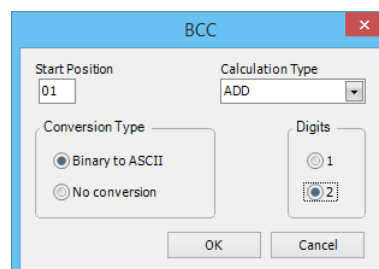 BCC
Start Position
Calculation Type
01
ADD
Conversion Type
Digits
Binary to ASCII
1
No conversion
2
OK
Cancel